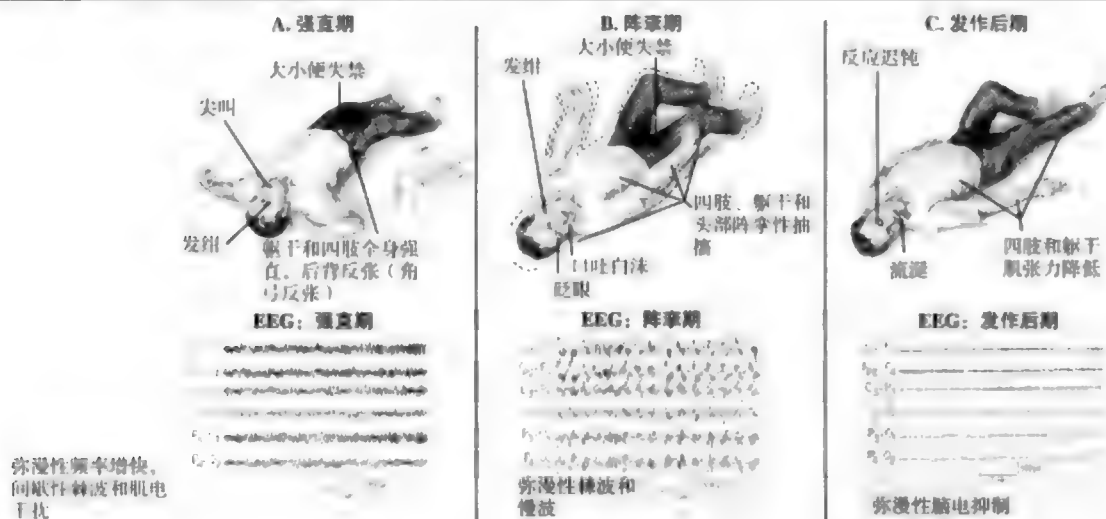 A. 强直期
大小便失禁
尖叫
发绀
躯干和四肢全身强
直，后背反张（角
弓反张）
EEG：强直期
弥漫性频率增快，
间歇性棘波和肌电
干扰
B. 阵挛期
大小便失禁
发绀
四肢、躯干和
头部阵挛性抽
搐
口吐白沫
眨眼
EEG：阵挛期
弥漫性棘波和
慢波
C. 发作后期
反应迟钝
流涎
四肢和躯干
肌张力降低
EEG：发作后期
弥漫性脑电抑制